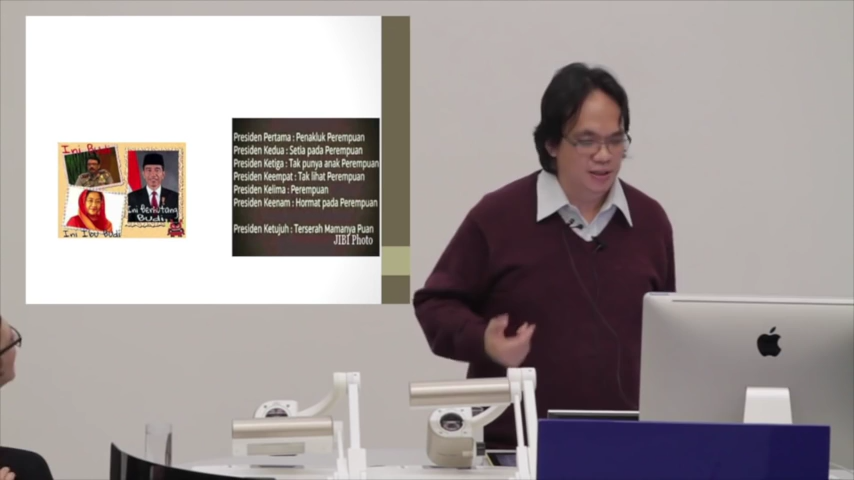 Ini Budi
Ini Berhutang
Budi
Ini Ibu Budi
Presiden Pertama : Penakluk Perempuan
Presiden Kedua : Setia pada Perempuan
Presiden Ketiga : Tak punya anak Perempuan
Presiden Keempat : Tak lihat Perempuan
Presiden Kelima : Perempuan
Presiden Keenam : Hormat pada Perempuan
Presiden Ketujuh : Terserah Mamanya Puan
JIBI Photo